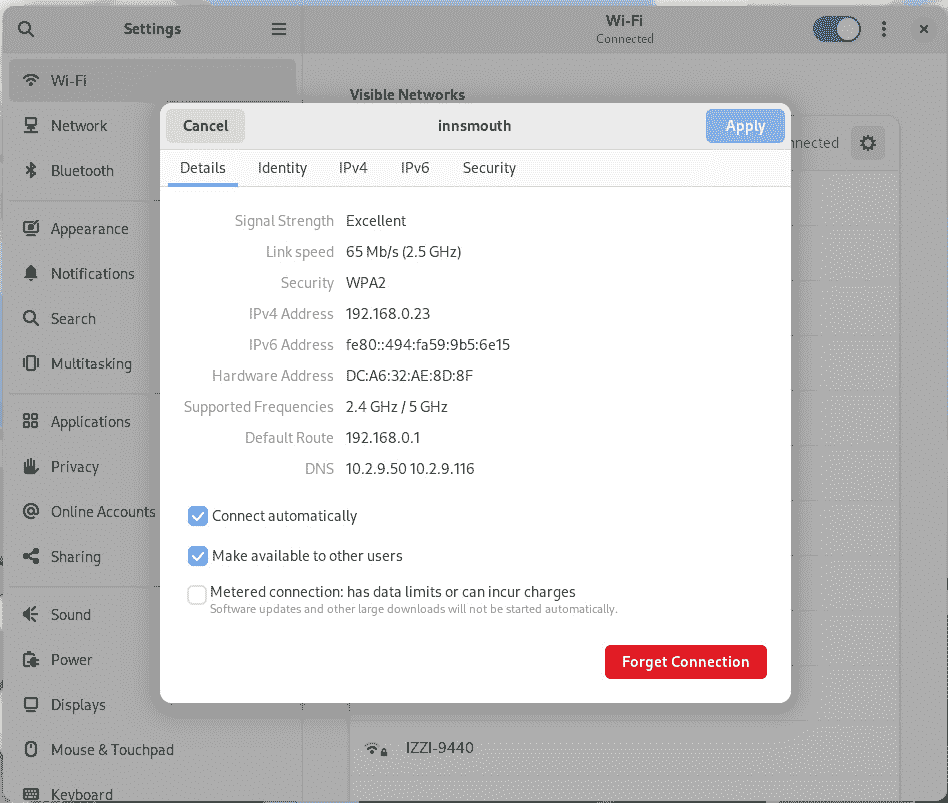 Settings
Wi-Fi
Connected
Wi-Fi
Network
Bluetooth
Appearance
Notifications
Search
Multitasking
Applications
Privacy
Online Accounts
Sharing
Sound
Power
Displays
Mouse & Touchpad
Keyboard
Visible Networks
nnected
Cancel
innsmouth
Apply
Details Identity IPv4 IPv6 Security
Signal Strength Excellent
Link speed 65 Mb/s (2.5 GHz)
Security WPA2
IPv4 Address 192.168.0.23
IPv6 Address fe80::494:fa59:9b5:6e15
Hardware Address DC:A6:32:AE:8D:8F
Supported Frequencies 2.4 GHz / 5 GHz
Default Route 192.168.0.1
DNS 10.2.9.50 10.2.9.116
Connect automatically
Make available to other users
Metered connection: has data limits or can incur charges
Software updates and other large downloads will not be started automatically.
Forget Connection
IZZI-9440